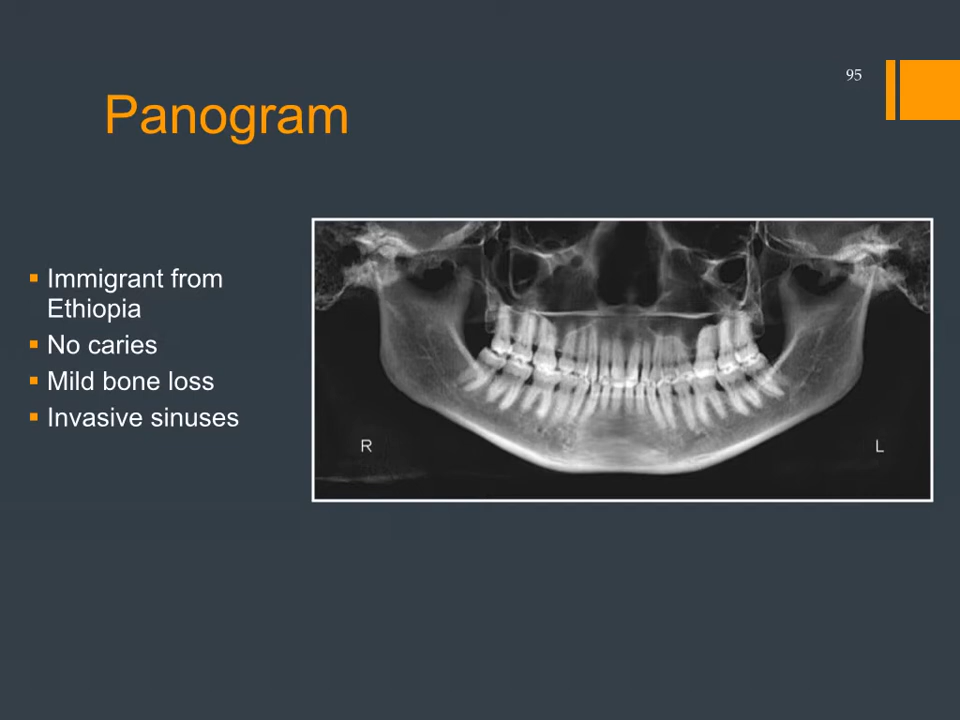 95
Panogram
▪ Immigrant from
Ethiopia
▪ No caries
▪ Mild bone loss
▪ Invasive sinuses
R
L